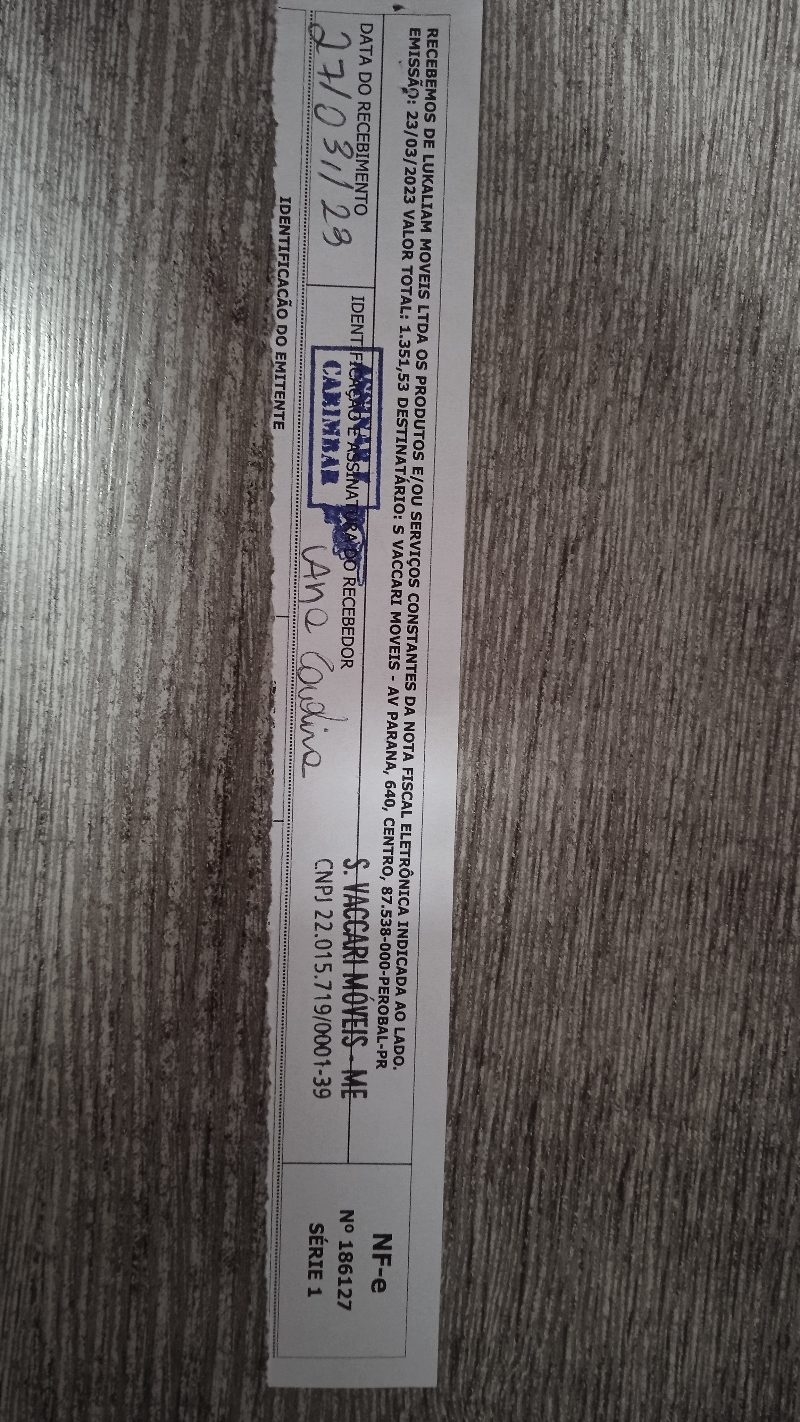 RECEBEMOS DE LUKALIAM MOVEIS LTDA OS PRODUTOS E/OU SERVIÇOS CONSTANTES DA NOTA FISCAL ELETRÔNICA INDICADA AO LADO.
EMISSÃO: 23/03/2023 VALOR TOTAL: 1.351,53 DESTINATÁRIO: S VACCARI MOVEIS - AV PARANA, 640, CENTRO, 87.538-000-PEROBAL-PR
DATA DO RECEBIMENTO
27/03/23
IDENTIFICAÇÃO E ASSINATURA DO RECEBEDOR
ASSINAR E
CARIMBAR
Ana
S. VACCARI MÓVEIS - ME
CNPJ 22.015.719/0001-39
NF-e
Nº 186127
SÉRIE 1
IDENTIFICAÇÃO DO EMITENTE